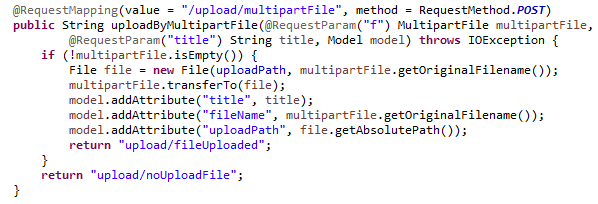 @RequestMapping(value = "/upload/multipartFile", method = RequestMethod.POST)
public String uploadByMultipartFile(@RequestParam("f") MultipartFile multipartFile,
        @RequestParam("title") String title, Model model) throws IOException {
    if (!multipartFile.isEmpty()) {
        File file = new File(uploadPath, multipartFile.getOriginalFilename());
        multipartFile.transferTo(file);
        model.addAttribute("title", title);
        model.addAttribute("fileName", multipartFile.getOriginalFilename());
        model.addAttribute("uploadPath", file.getAbsolutePath());
        return "upload/fileUploaded";
    }
    return "upload/noUploadFile";
}